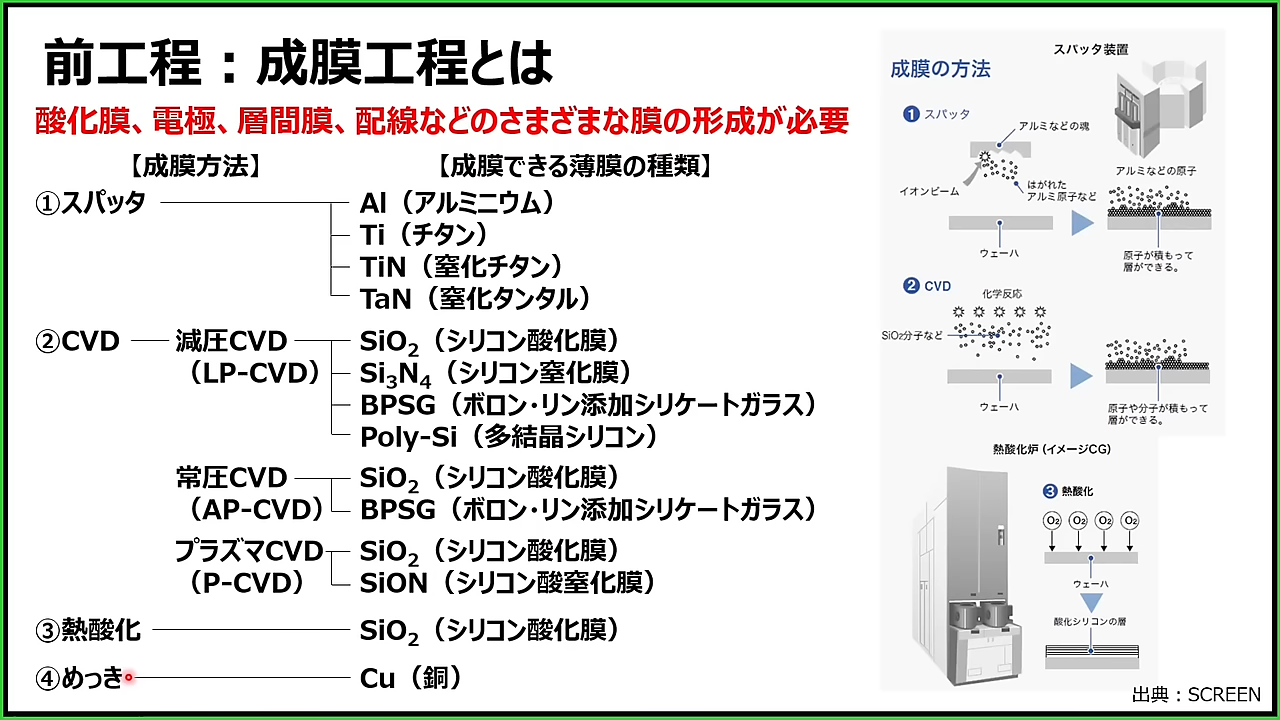 前工程：成膜工程とは
酸化膜、電極、層間膜、配線などのさまざまな膜の形成が必要
【成膜方法】
【成膜できる薄膜の種類】
①スパッタ
Al（アルミニウム）
Ti（チタン）
TiN（窒化チタン）
TaN（窒化タンタル）
②CVD
減圧CVD
（LP-CVD）
SiO₂（シリコン酸化膜）
Si₃N₄（シリコン窒化膜）
BPSG（ボロン・リン添加シリケートガラス）
Poly-Si（多結晶シリコン）
常圧CVD
（AP-CVD）
SiO₂（シリコン酸化膜）
BPSG（ボロン・リン添加シリケートガラス）
プラズマCVD
（P-CVD）
SiO₂（シリコン酸化膜）
SiON（シリコン酸窒化膜）
③熱酸化
SiO₂（シリコン酸化膜）
④めっき
Cu（銅）
スパッタ装置
成膜の方法
1 スパッタ
アルミなどの塊
イオンビーム
はがれた
アルミ原子など
ウェーハ
アルミなどの原子
原子が積もって
層ができる。
2 CVD
化学反応
SiO₂分子など
ウェーハ
原子や分子が積もって
層ができる。
熱酸化炉（イメージCG）
3 熱酸化
O₂ O₂ O₂ O₂
ウェーハ
酸化シリコンの層
出典：SCREEN